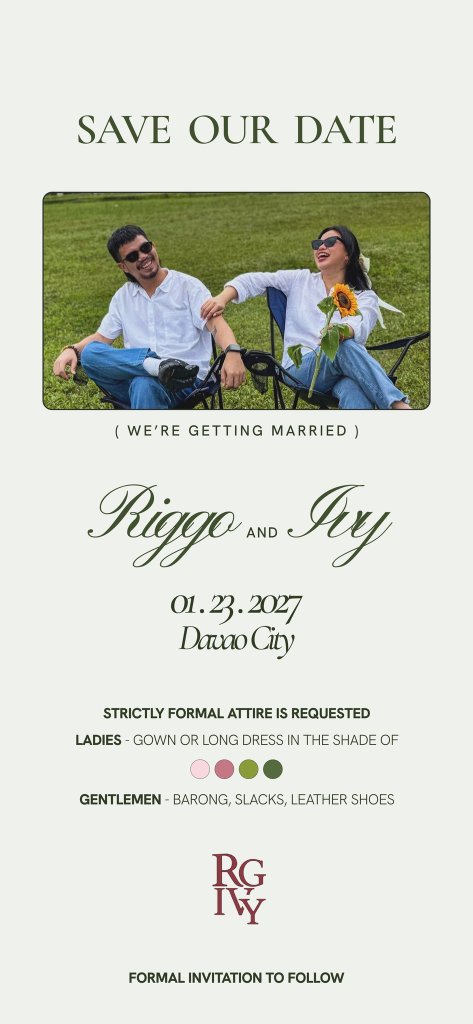 SAVE OUR DATE
( WE'RE GETTING MARRIED )
Riggo AND Ivy
01 . 23 . 2027
Davao City
STRICTLY FORMAL ATTIRE IS REQUESTED
LADIES - GOWN OR LONG DRESS IN THE SHADE OF
GENTLEMEN - BARONG, SLACKS, LEATHER SHOES
RG
IVY
FORMAL INVITATION TO FOLLOW